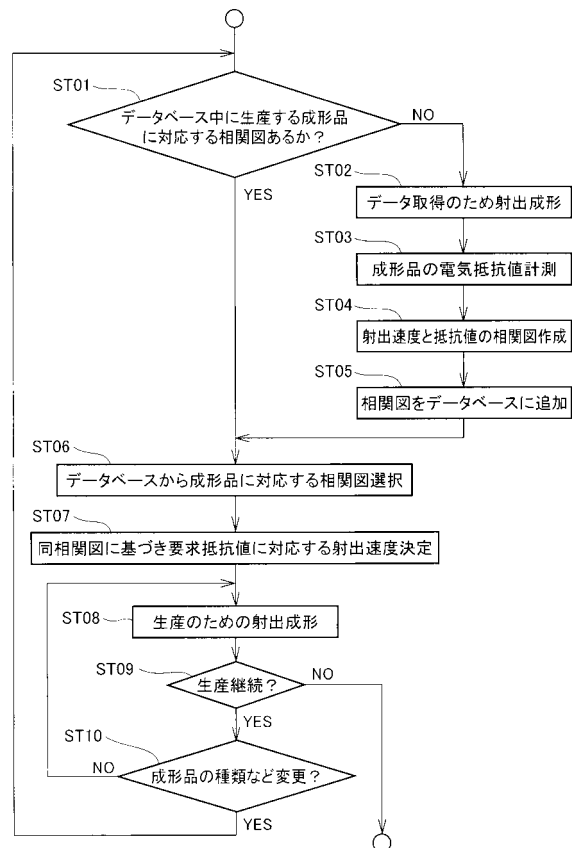 ST01
データベース中に生産する成形品
に対応する相関図あるか?
NO
YES
ST02
データ取得のため射出成形
ST03
成形品の電気抵抗値計測
ST04
射出速度と抵抗値の相関図作成
ST05
相関図をデータベースに追加
ST06
データベースから成形品に対応する相関図選択
ST07
同相関図に基づき要求抵抗値に対応する射出速度決定
ST08
生産のための射出成形
ST09
生産継続?
NO
YES
ST10
成形品の種類など変更?
NO
YES